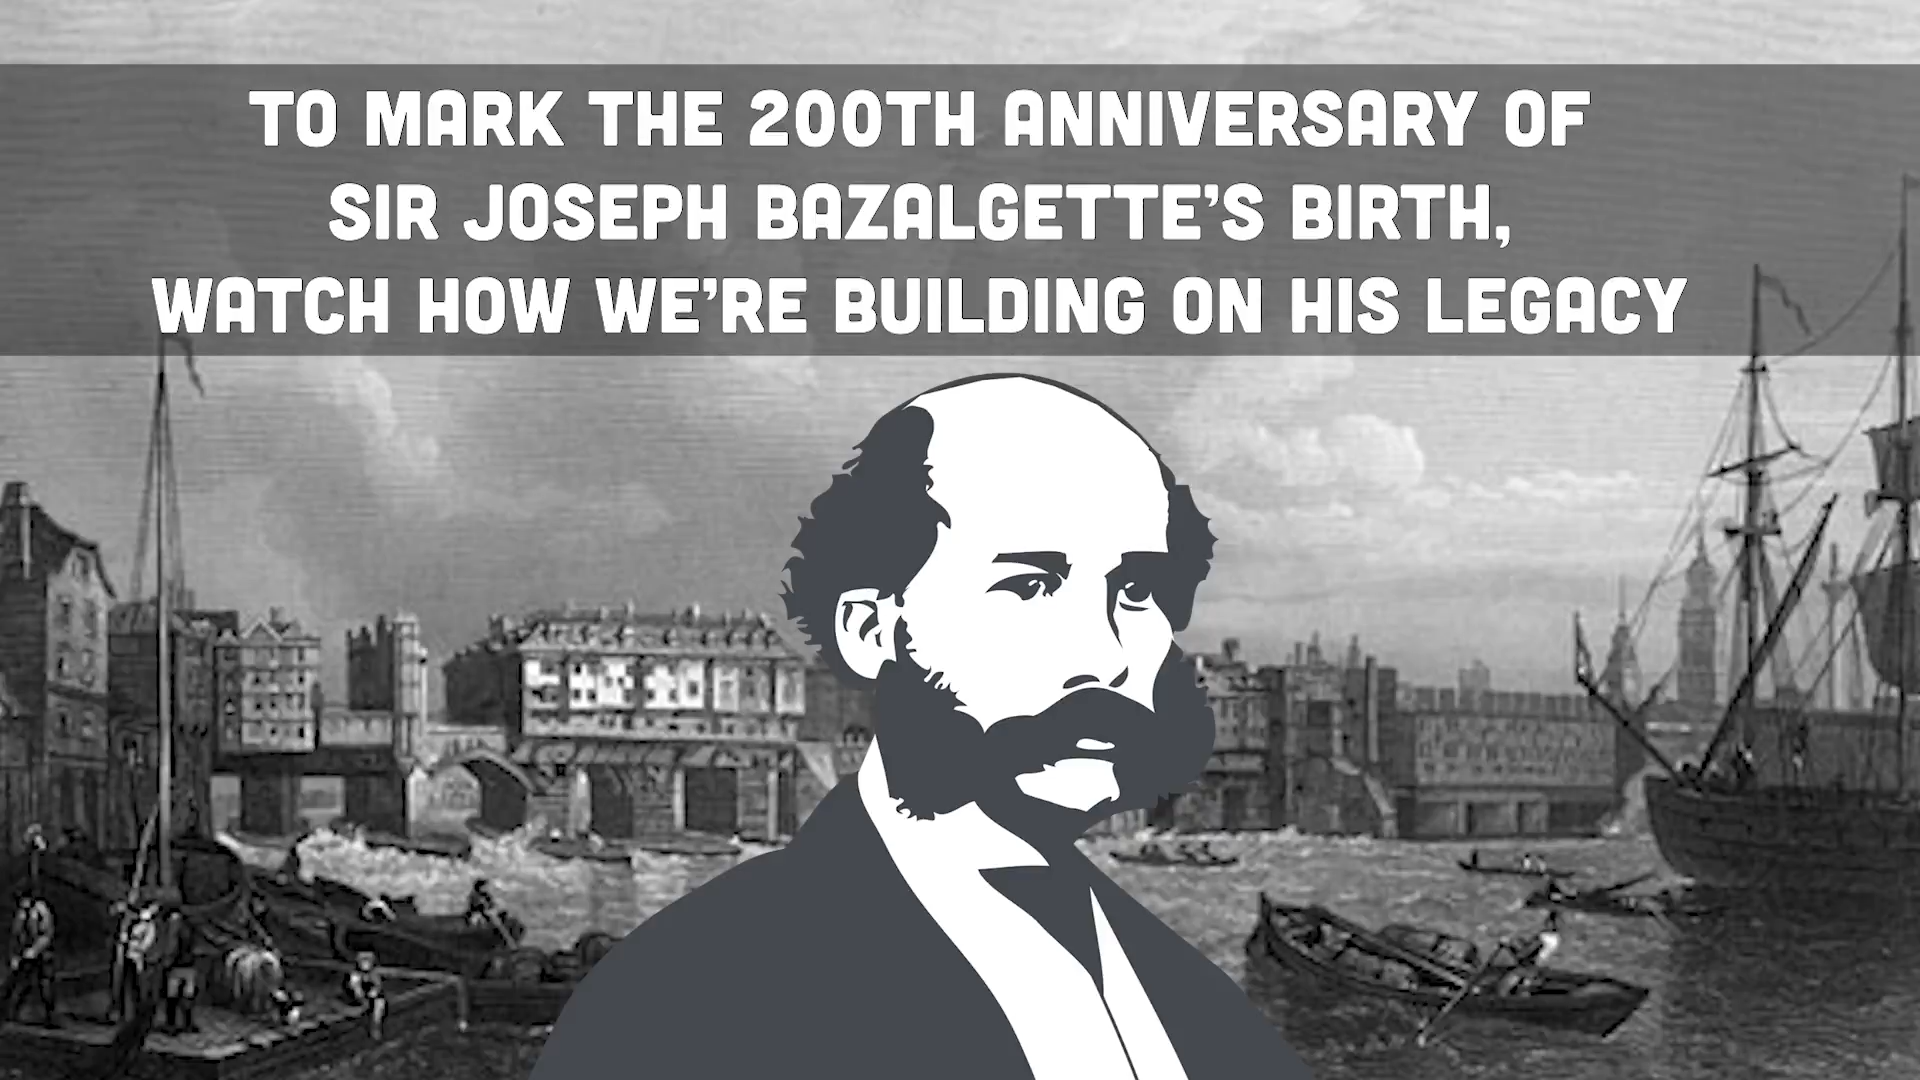 TO MARK THE 200TH ANNIVERSARY OF
SIR JOSEPH BAZALGETTE’S BIRTH,
WATCH HOW WE’RE BUILDING ON HIS LEGACY